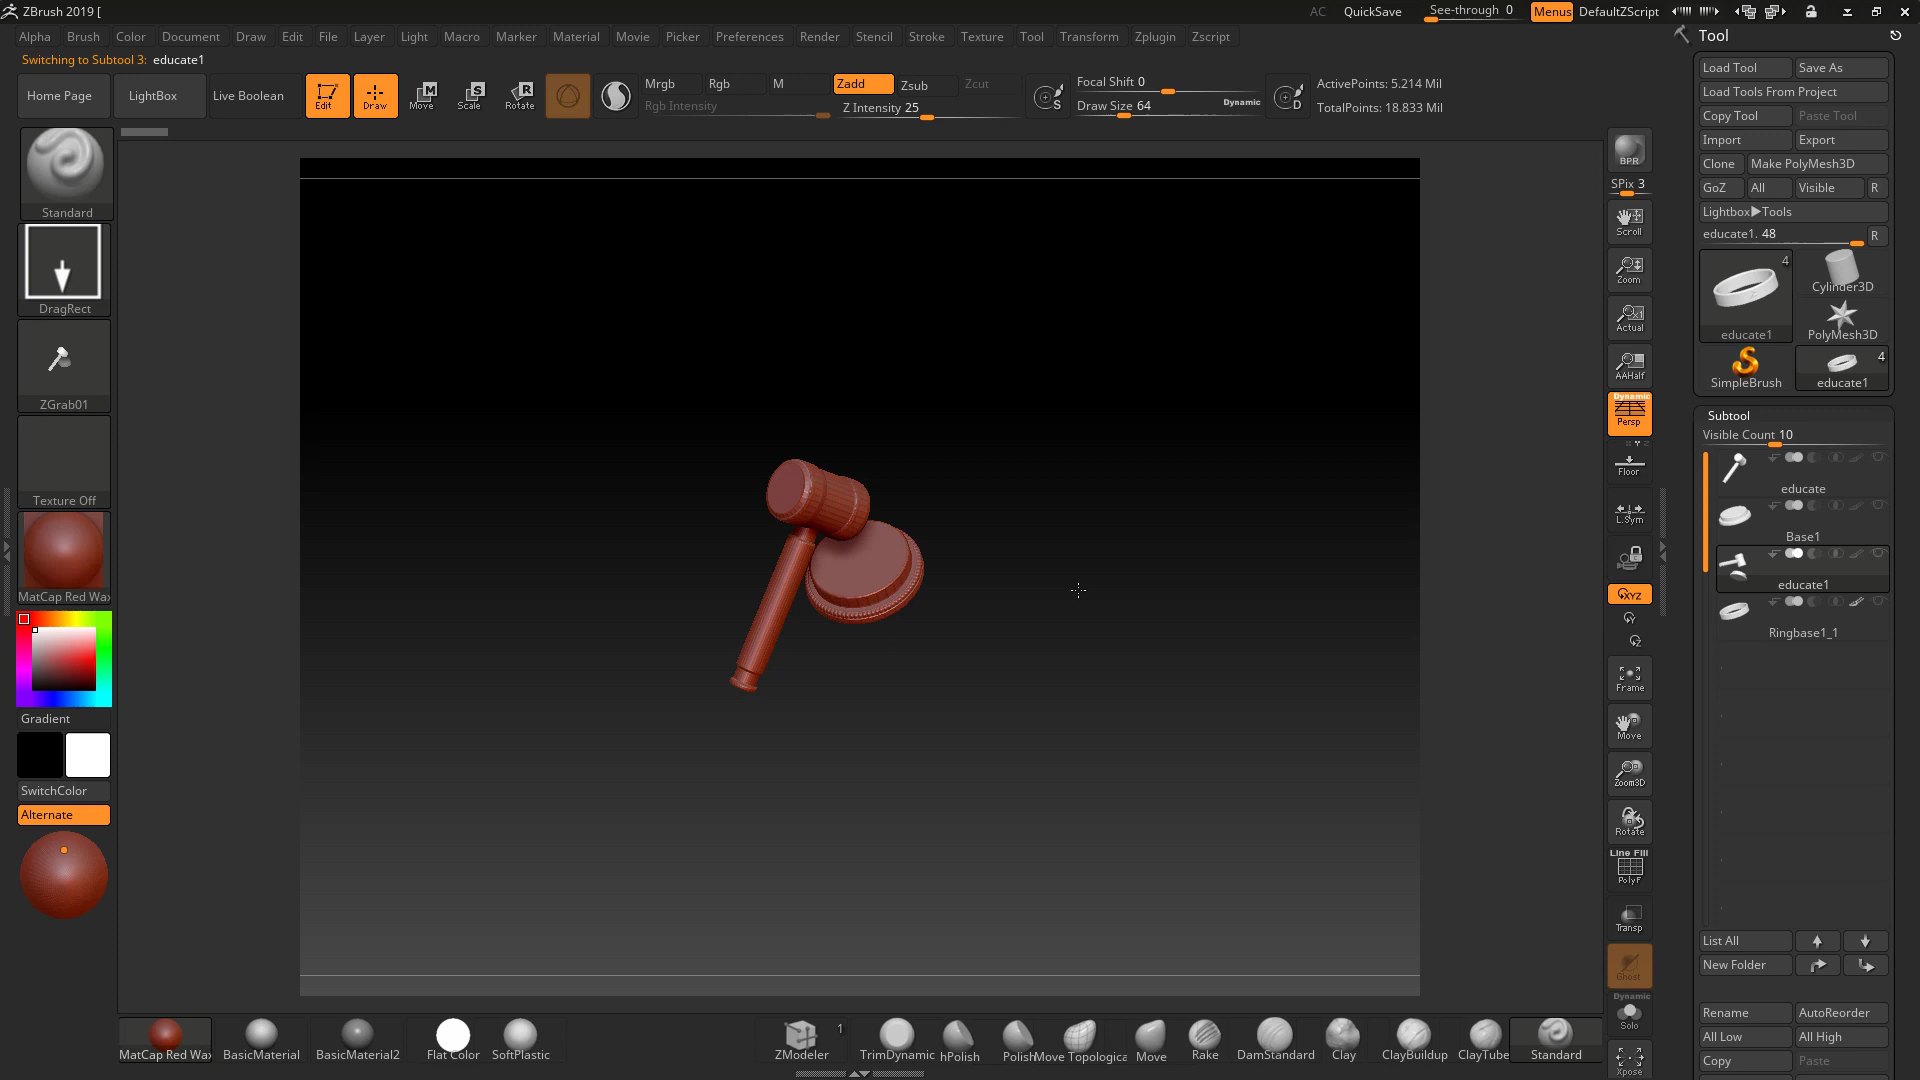 ZBrush 2019 [
AC QuickSave See-through 0 Menus DefaultZScript
Alpha Brush Color Document Draw Edit File Layer Light Macro Marker Material Movie Picker Preferences Render Stencil Stroke Texture Tool Transform Zplugin Zscript
Switching to Subtool 3: educate1
Home Page LightBox Live Boolean Edit Draw Move Scale Rotate
Mrgb Rgb M Zadd Zsub Zcut
Rgb Intensity Z Intensity 25
Focal Shift 0
Draw Size 64 Dynamic
ActivePoints: 5.214 Mil
TotalPoints: 18.833 Mil
Standard
DragRect
ZGrab01
Texture Off
MatCap Red Wax
Gradient
SwitchColor
Alternate
BPR
SPix 3
Scroll
Zoom
Actual
AAHalf
Dynamic
Persp
Floor
L.Sym
XYZ
Frame
Move
Zoom3D
Rotate
Line Fill
PolyF
Transp
Ghost
Dynamic
Solo
Xpose
Tool
Load Tool Save As
Load Tools From Project
Copy Tool Paste Tool
Import Export
Clone Make PolyMesh3D
GoZ All Visible R
Lightbox▶Tools
educate1. 48 R
4
educate1
Cylinder3D
PolyMesh3D
SimpleBrush
4
educate1
Subtool
Visible Count 10
educate
Base1
educate1
Ringbase1_1
List All
New Folder
Rename AutoReorder
All Low All High
Copy Paste
MatCap Red Wax BasicMaterial BasicMaterial2 Flat Color SoftPlastic
ZModeler 1 TrimDynamic hPolish Polish Move Topologica Move Rake DamStandard Clay ClayBuildup ClayTube Standard